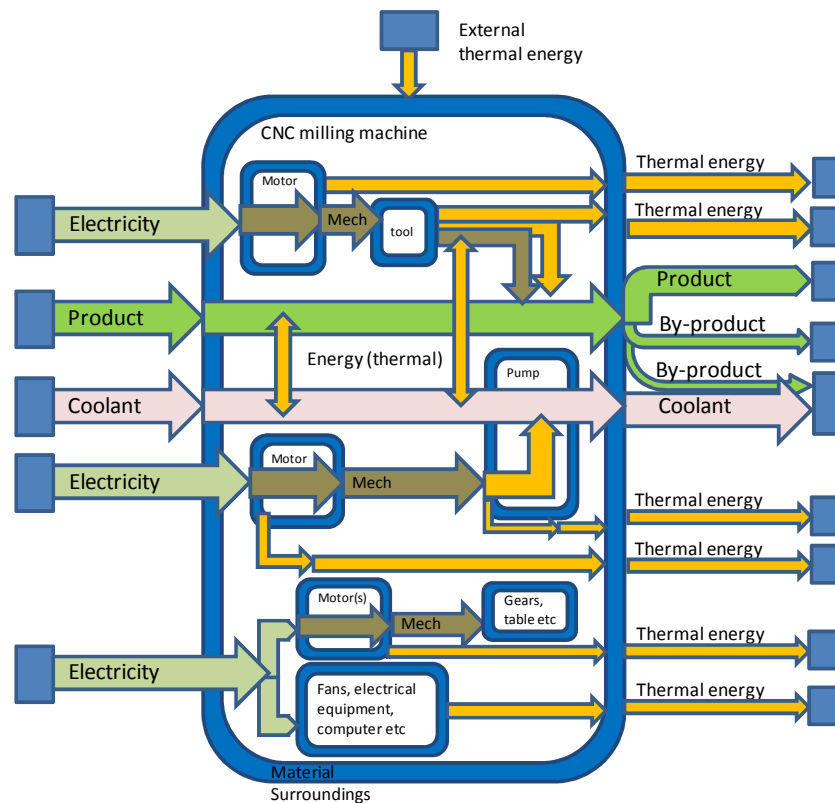 External
thermal energy
CNC milling machine
Thermal energy
Motor
Electricity
Mech
tool
Thermal energy
Product
Product
By-product
Energy (thermal)
Pump
By-product
Coolant
Coolant
Motor
Electricity
Mech
Thermal energy
Thermal energy
Motor(s)
Gears,
table etc
Mech
Thermal energy
Electricity
Fans, electrical
equipment,
computer etc
Thermal energy
Material
Surroundings